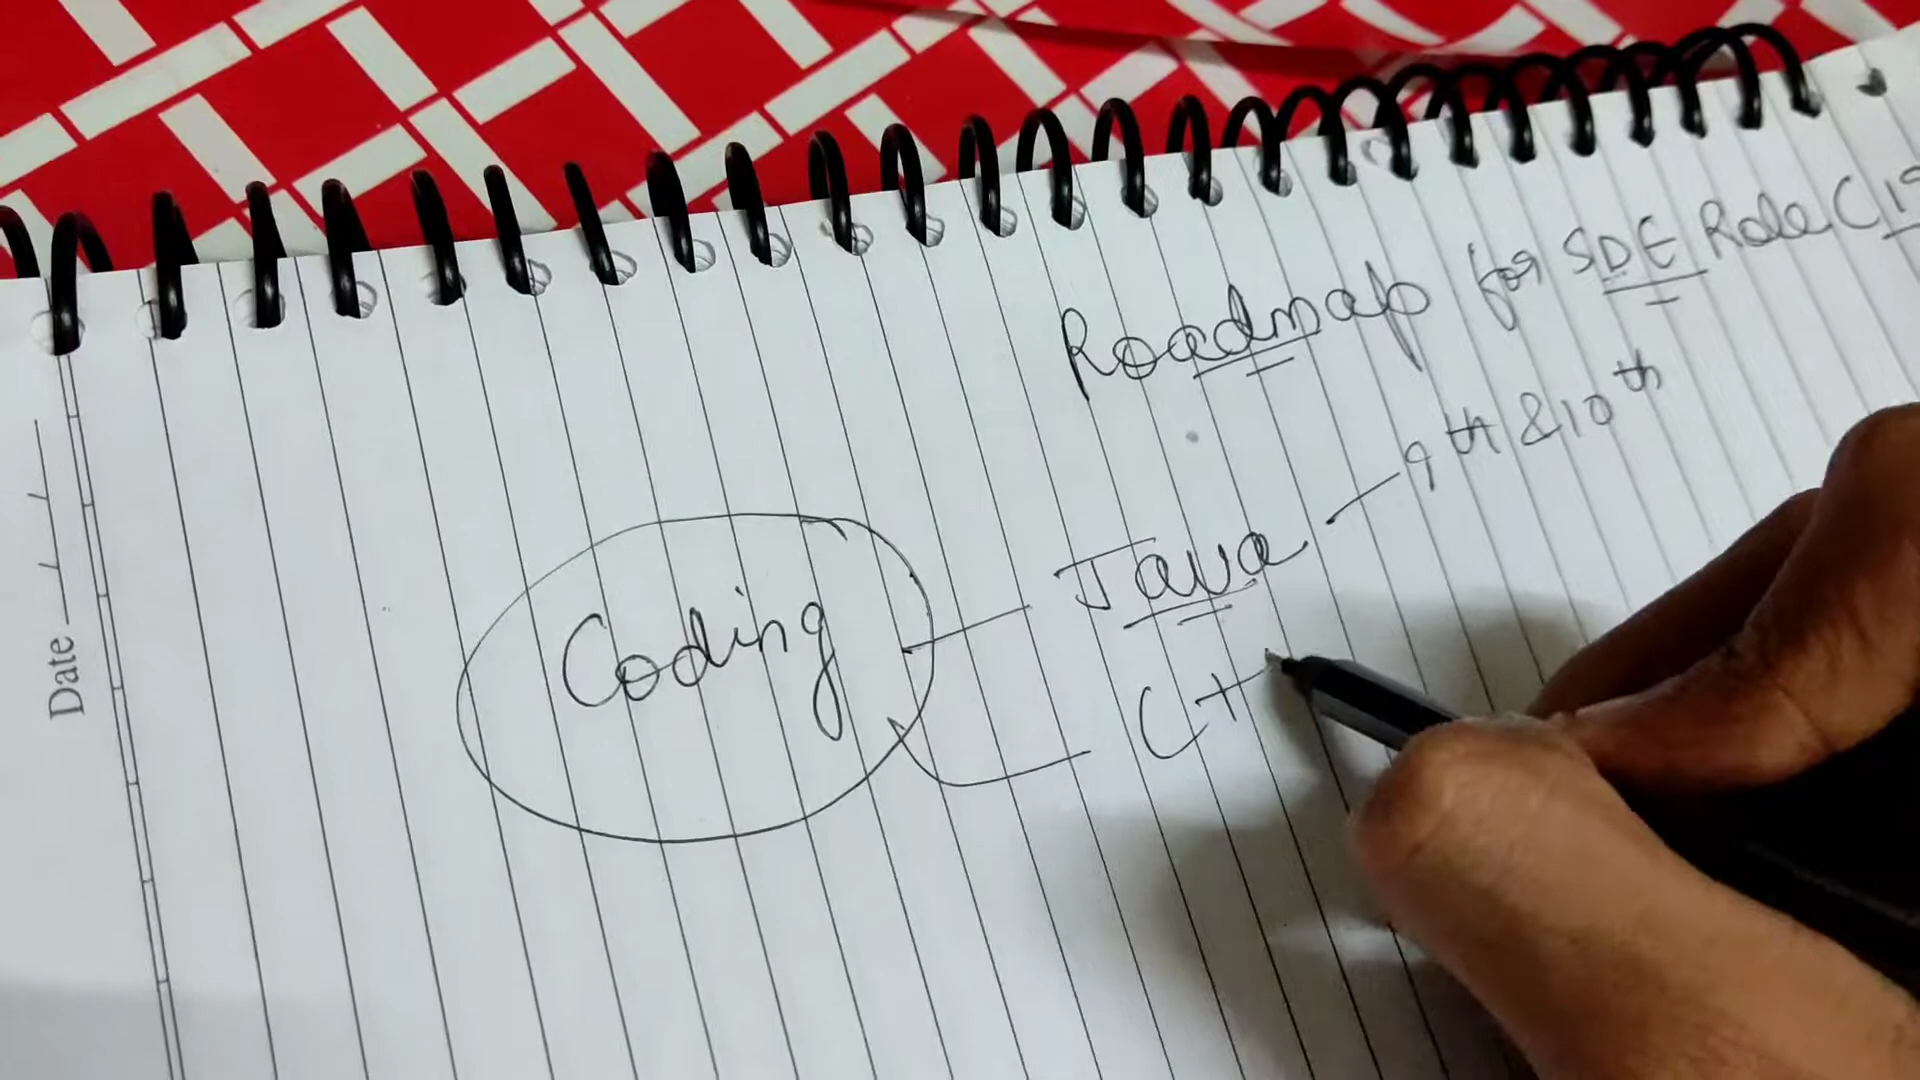 Roadmap for SDE Role (
Java — 9th & 10th
Coding
C +
Date